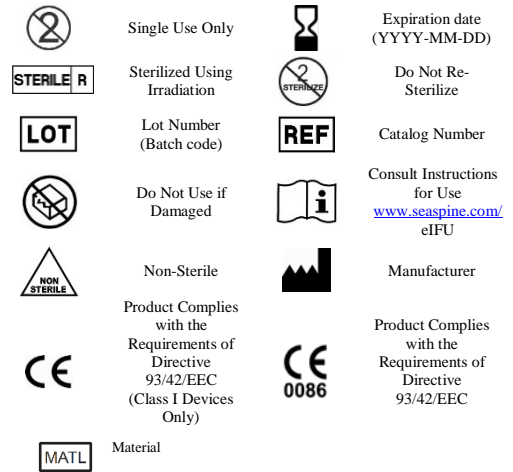 2
Single Use Only
Expiration date
(YYYY-MM-DD)
STERILE R
Sterilized Using
Irradiation
2
STERILIZE
Do Not Re-
Sterilize
LOT
Lot Number
(Batch code)
REF
Catalog Number
Do Not Use if
Damaged
i
Consult Instructions
for Use
www.seaspine.com/
eIFU
NON
STERILE
Non-Sterile
Manufacturer
CE
Product Complies
with the
Requirements of
Directive
93/42/EEC
(Class I Devices
Only)
CE
0086
Product Complies
with the
Requirements of
Directive
93/42/EEC
MATL
Material